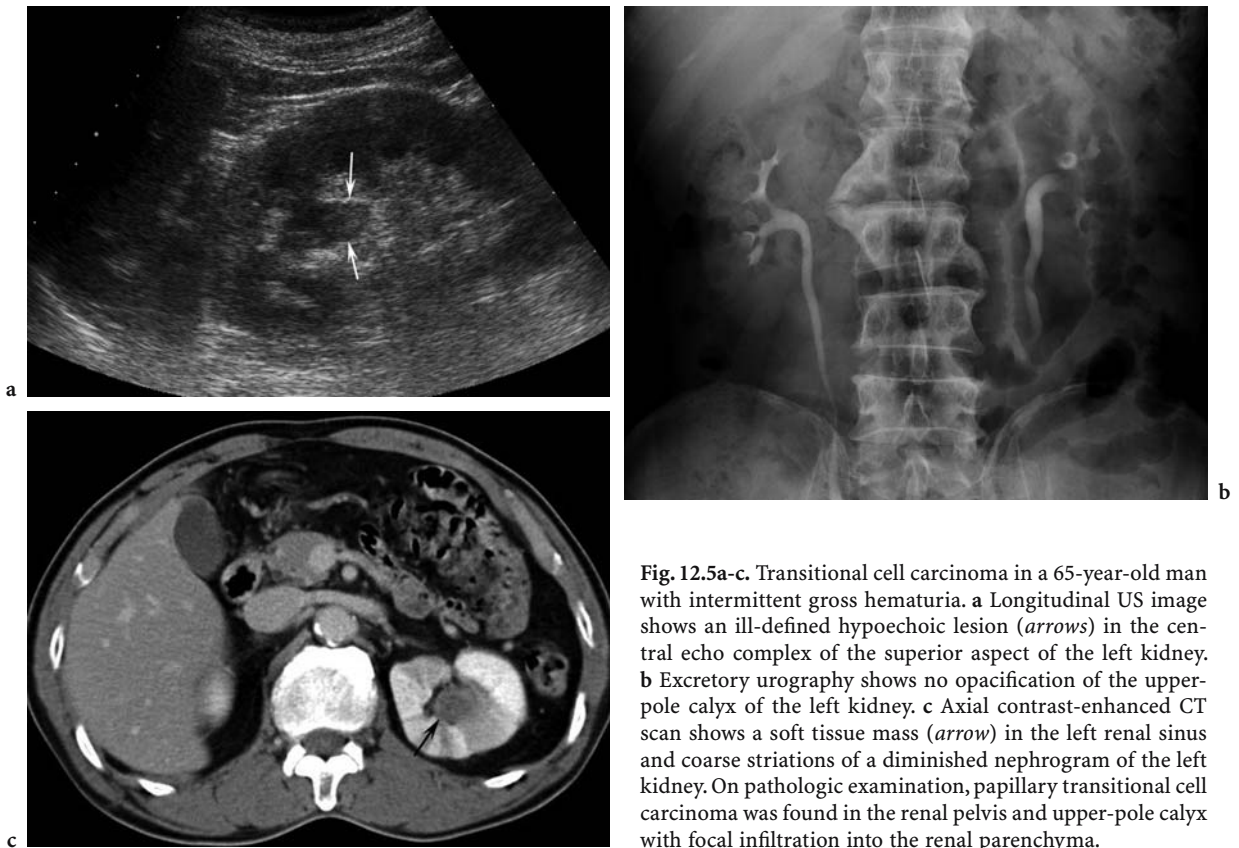 a
b
c
Fig. 12.5a-c. Transitional cell carcinoma in a 65-year-old man
with intermittent gross hematuria. a Longitudinal US image
shows an ill-defined hypoechoic lesion (arrows) in the cen-
tral echo complex of the superior aspect of the left kidney.
b Excretory urography shows no opacification of the upper-
pole calyx of the left kidney. c Axial contrast-enhanced CT
scan shows a soft tissue mass (arrow) in the left renal sinus
and coarse striations of a diminished nephrogram of the left
kidney. On pathologic examination, papillary transitional cell
carcinoma was found in the renal pelvis and upper-pole calyx
with focal infiltration into the renal parenchyma.